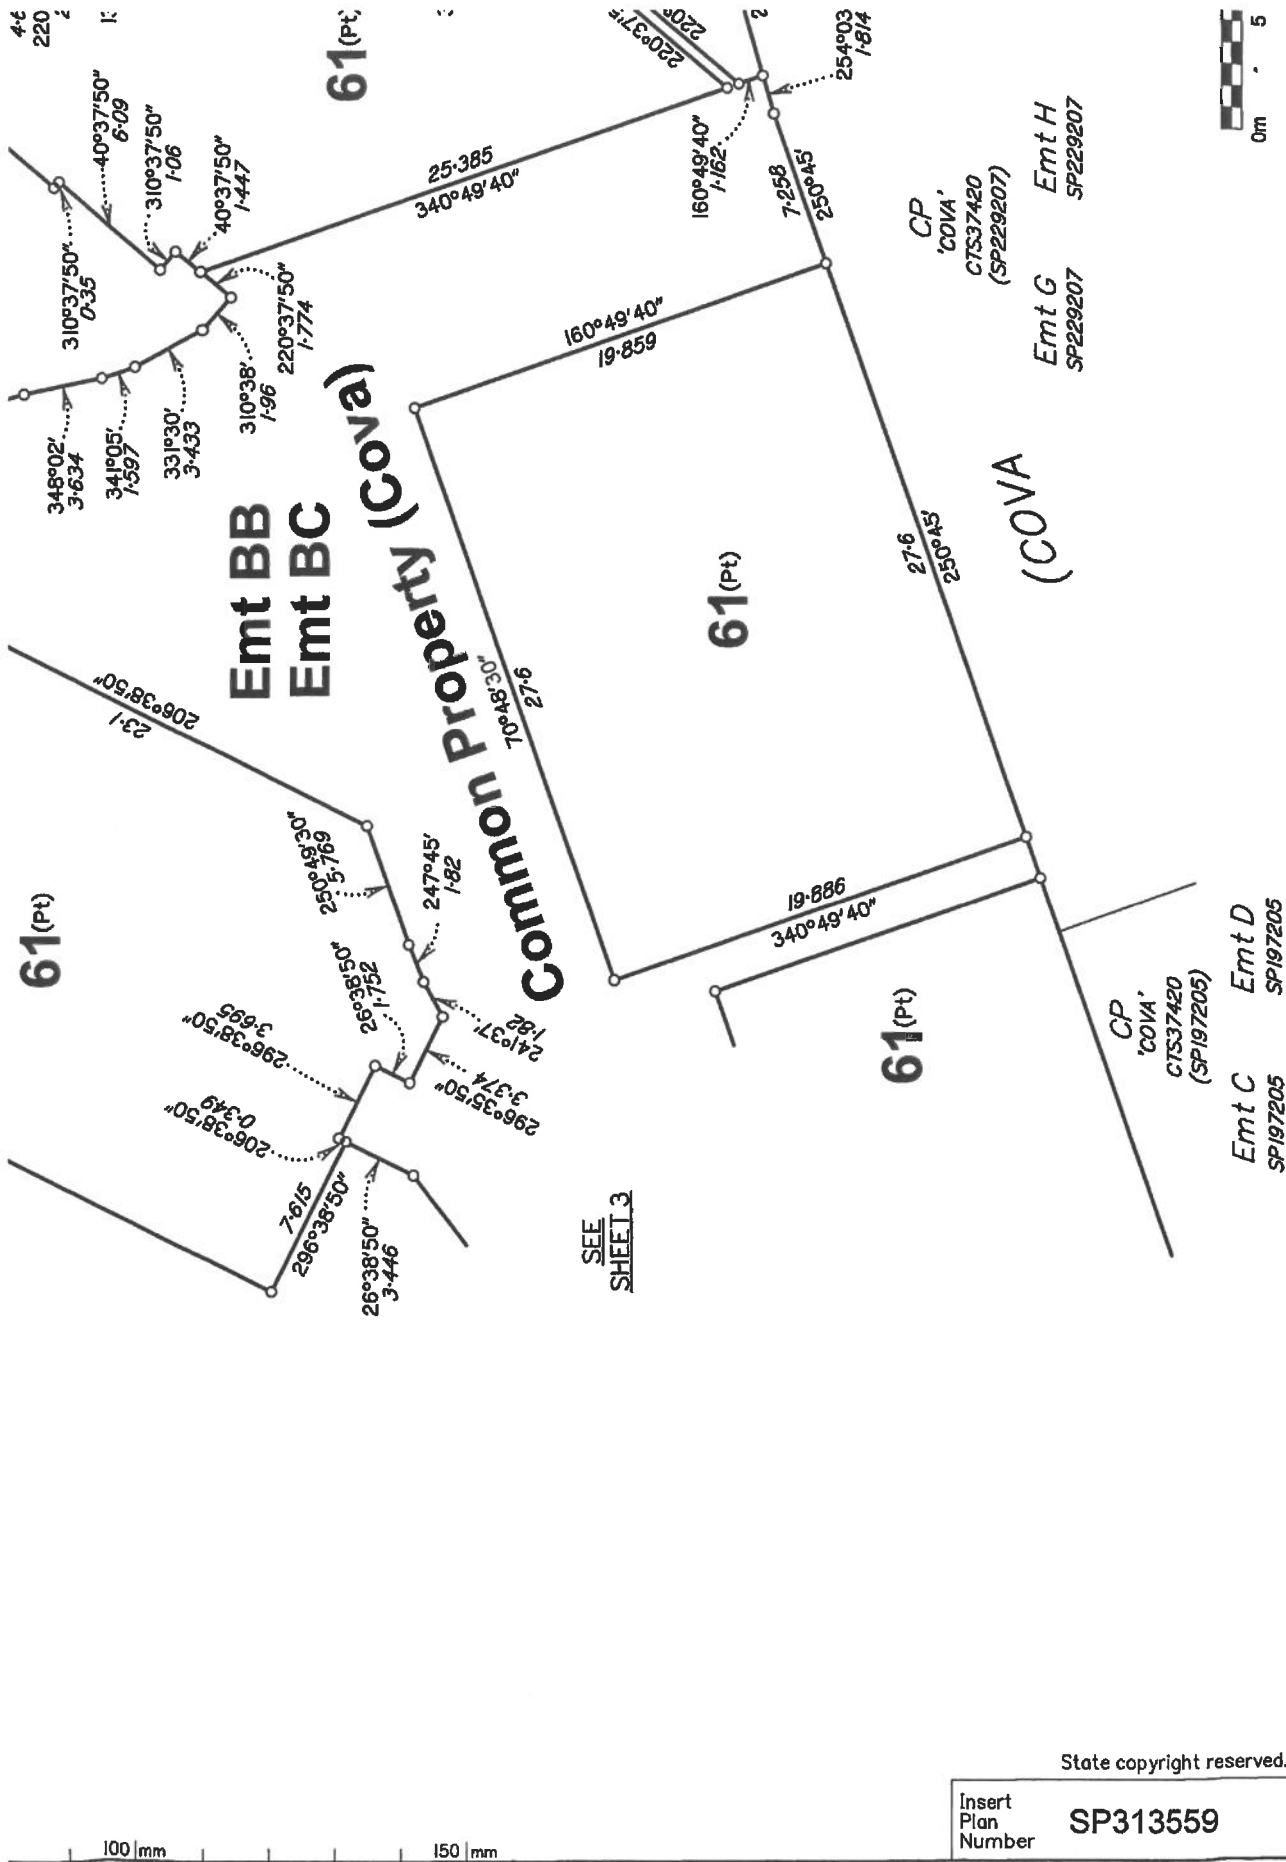 220
61(Pt)
40°37'50"
6·09
310°37'50"
1·06
40°37'50"
1·447
310°37'50"
0·35
220°37'50"
1·774
310°38'
1·96
331°30'
3·433
341°05'
1·597
348°02'
3·634
25·385
340°49'40"
220°37'5
220°
160°49'40"
1·162
254°03
1·814
7·258
250°45'
CP
'COVA'
CTS37420
(SP229207)
Emt G
SP229207
Emt H
SP229207
0m
5
160°49'40"
19·859
Emt BB
Emt BC
Common Property (Cova)
70°48'30"
27·6
61(Pt)
27·6
250°45'
(COVA
206°38'50"
23·1
250°49'30"
5·769
247°45'
1·82
241°37'
1·82
26°38'50"
1·752
296°35'50"
3·374
296°38'50"
3·695
206°38'50"
0·349
7·615
296°38'50"
26°38'50"
3·446
61(Pt)
19·886
340°49'40"
61(Pt)
SEE
SHEET 3
CP
'COVA'
CTS37420
(SP197205)
Emt C
SP197205
Emt D
SP197205
State copyright reserved.
Insert
Plan
Number
SP313559
100 mm
150 mm